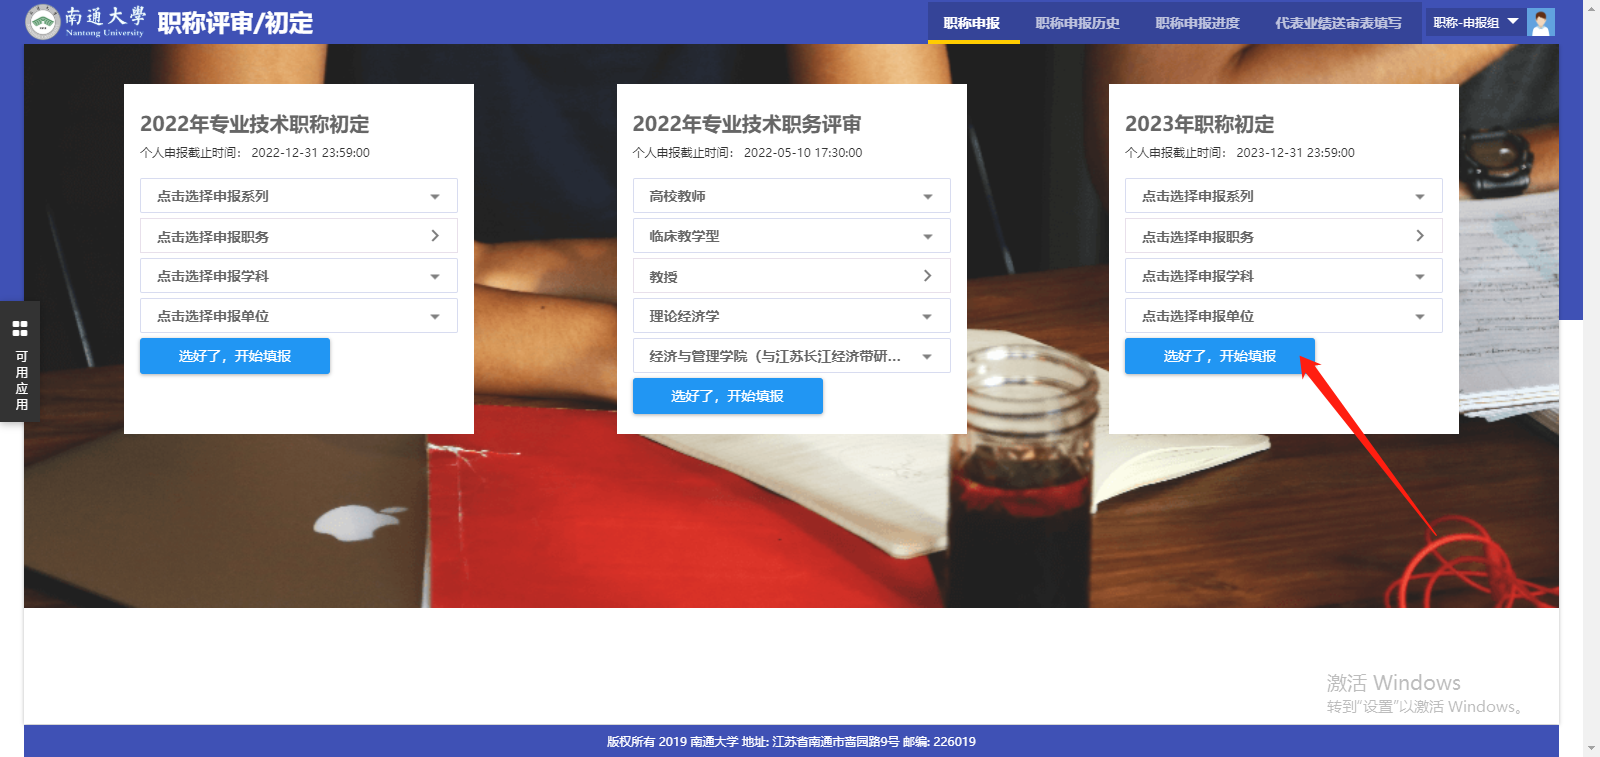 南通大学
Nantong University
职称评审/初定
职称申报
职称申报历史
职称申报进度
代表业绩送审表填写
职称-申报组
2022年专业技术职称初定
个人申报截止时间： 2022-12-31 23:59:00
点击选择申报系列
点击选择申报职务
点击选择申报学科
点击选择申报单位
选好了，开始填报
2022年专业技术职务评审
个人申报截止时间： 2022-05-10 17:30:00
高校教师
临床教学型
教授
理论经济学
经济与管理学院（与江苏长江经济带研...
选好了，开始填报
2023年职称初定
个人申报截止时间： 2023-12-31 23:59:00
点击选择申报系列
点击选择申报职务
点击选择申报学科
点击选择申报单位
选好了，开始填报
可用应用
激活 Windows
转到“设置”以激活 Windows。
版权所有 2019 南通大学 地址: 江苏省南通市啬园路9号 邮编: 226019